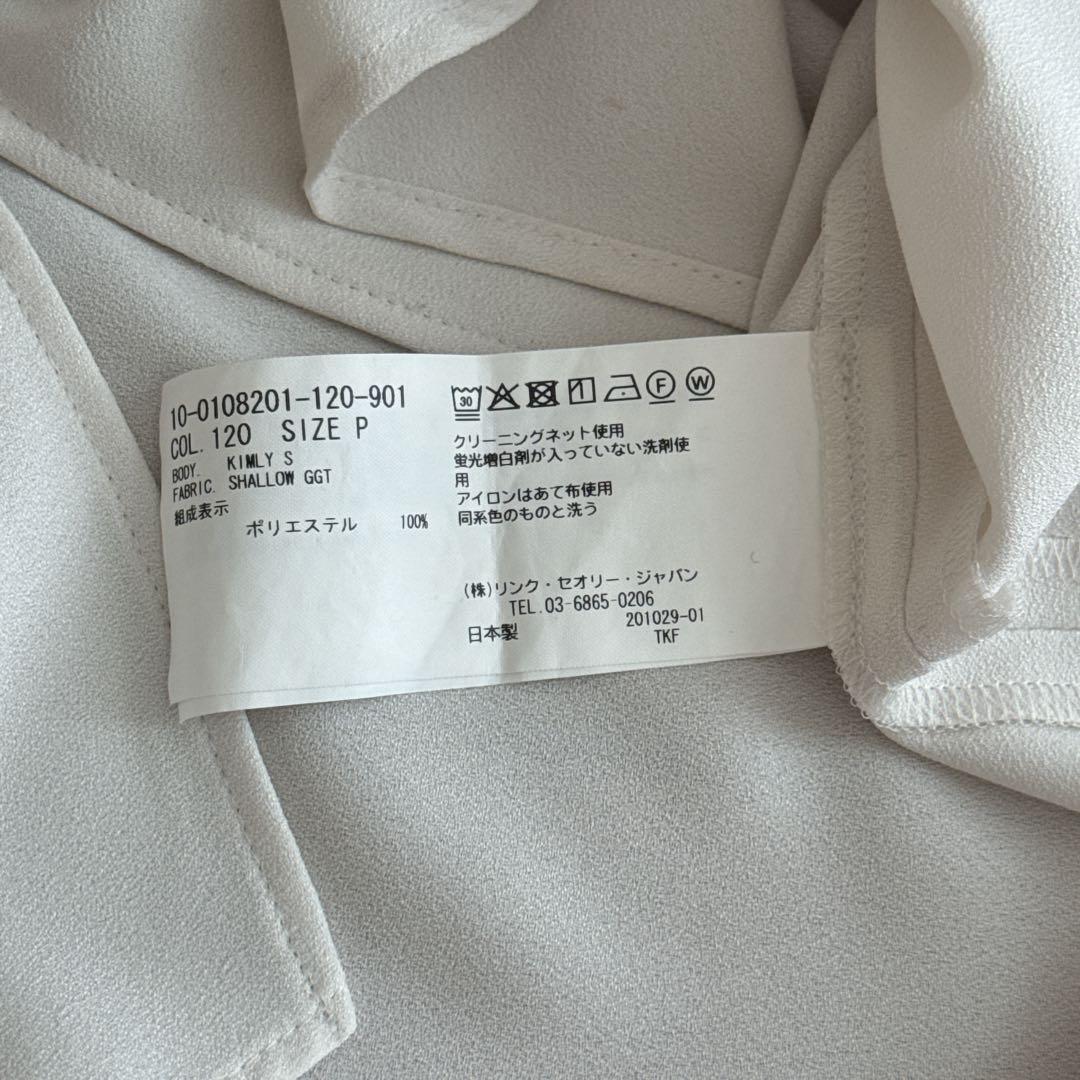 10-0108201-120-901
COL. 120 SIZE P
BODY. KIMLY S
FABRIC. SHALLOW GGT
組成表示
ポリエステル 100%
30
F W
クリーニングネット使用
蛍光増白剤が入っていない洗剤使
用
アイロンはあて布使用
同系色のものと洗う
(株)リンク・セオリー・ジャパン
TEL.03-6865-0206
201029-01
日本製 TKF